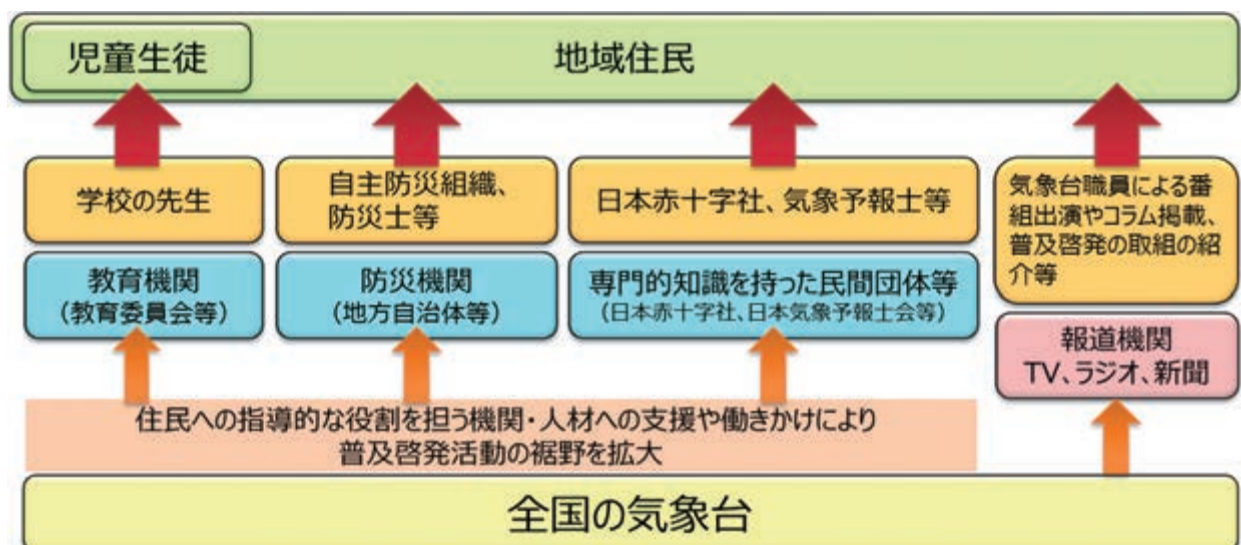 児童生徒
地域住民
学校の先生
自主防災組織、
防災士等
日本赤十字社、気象予報士等
気象台職員による番
組出演やコラム掲載、
普及啓発の取組の紹
介等
教育機関
(教育委員会等)
防災機関
(地方自治体等)
専門的知識を持った民間団体等
(日本赤十字社、日本気象予報士会等)
報道機関
TV、ラジオ、新聞
住民への指導的な役割を担う機関・人材への支援や働きかけにより
普及啓発活動の裾野を拡大
全国の気象台